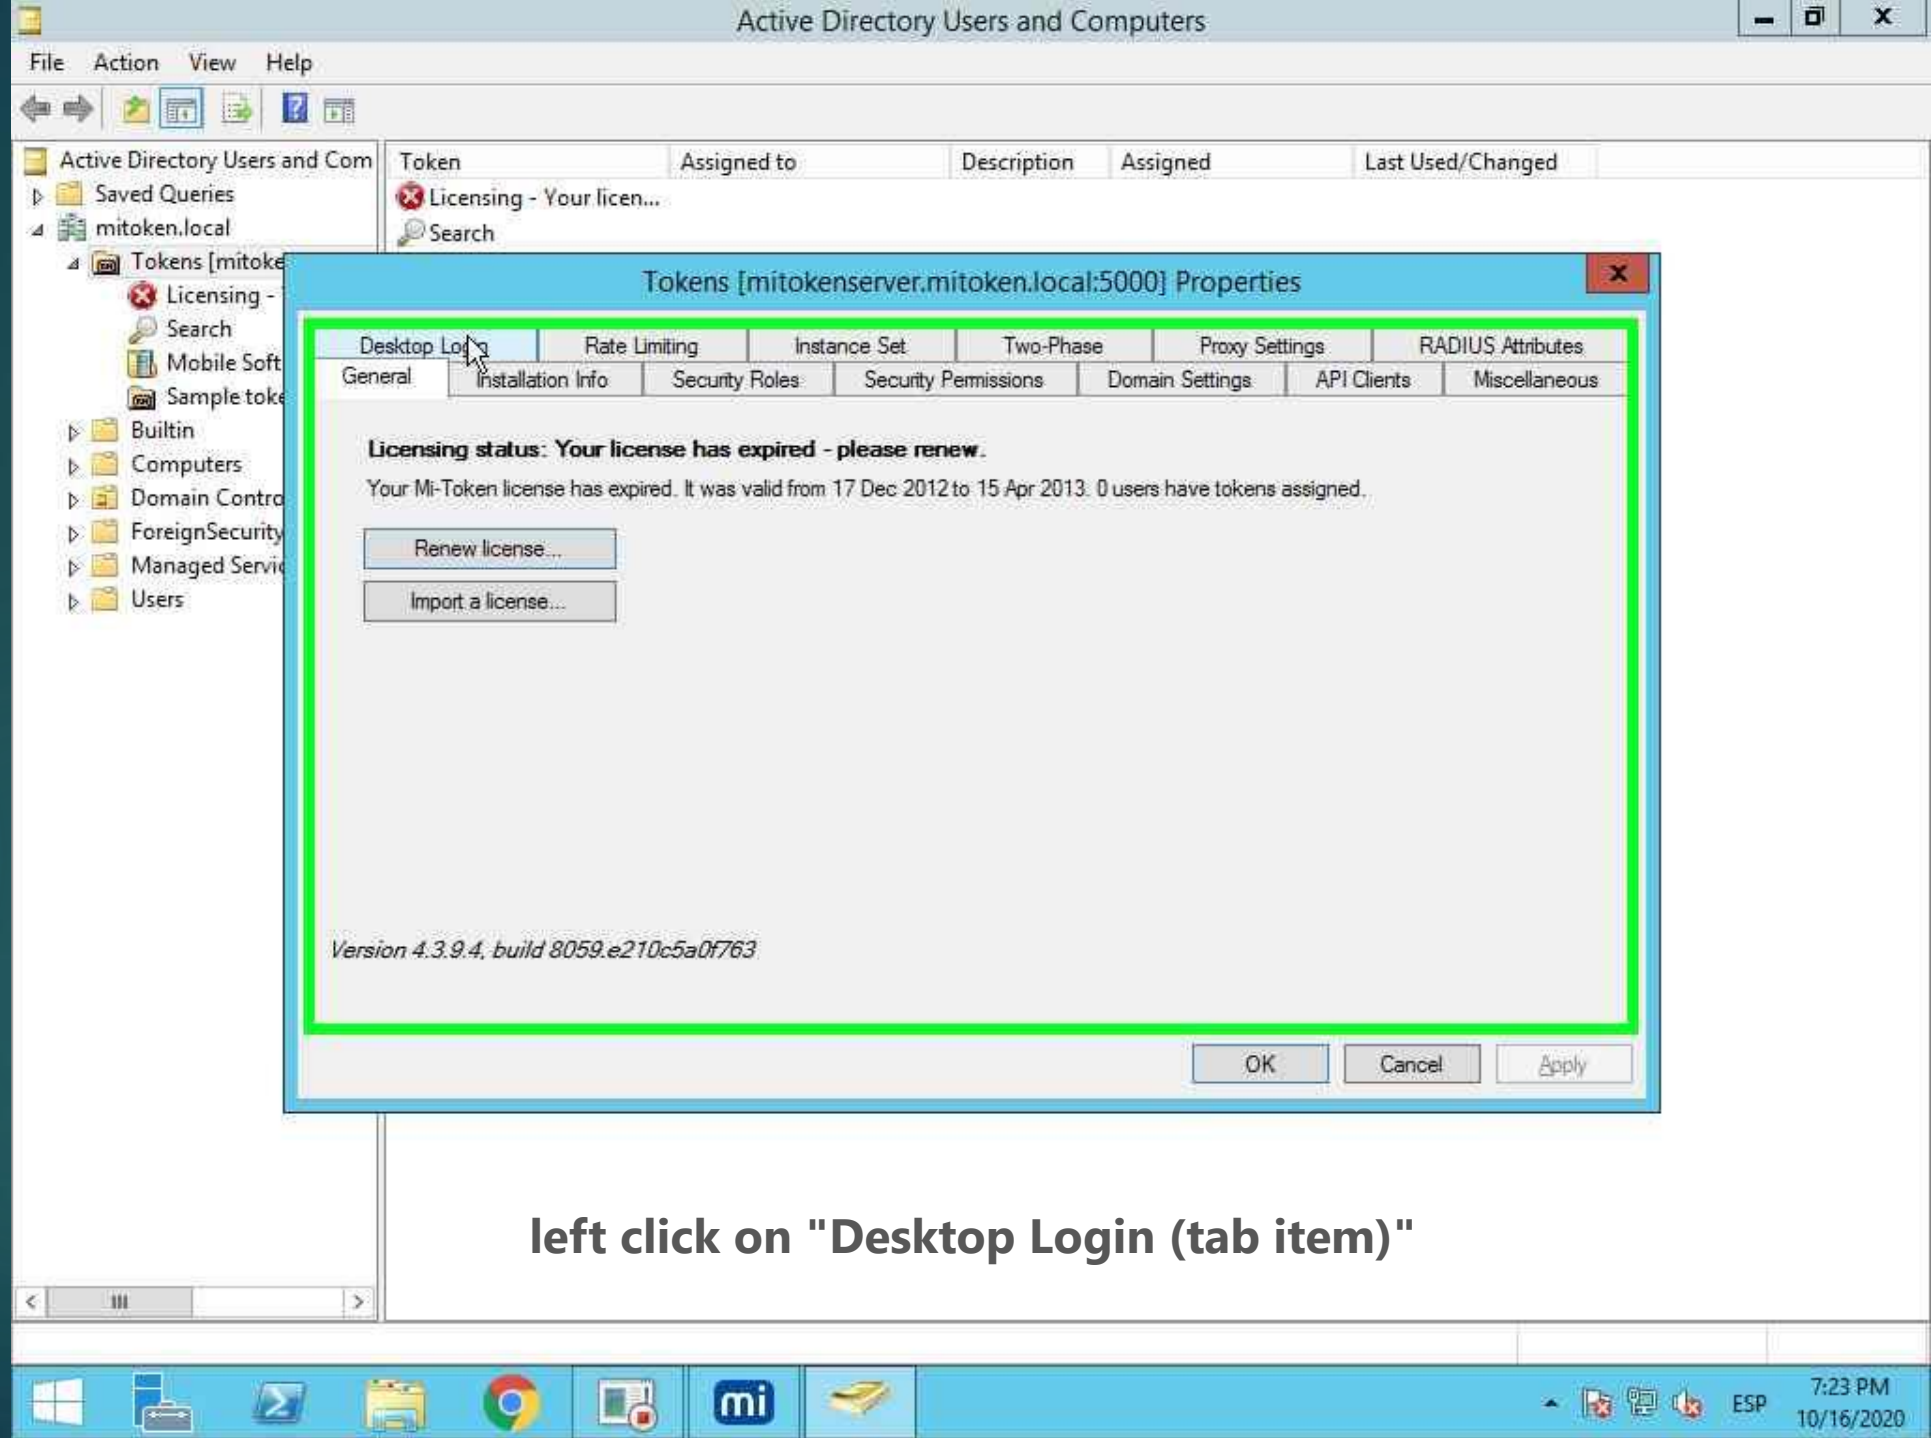 Active Directory Users and Computers
File Action View Help
Active Directory Users and Com
Saved Queries
mitoken.local
Tokens [mitoke
Licensing -
Search
Mobile Soft
Sample toke
Builtin
Computers
Domain Contro
ForeignSecurity
Managed Servic
Users
Token Assigned to Description Assigned Last Used/Changed
Licensing - Your licen...
Search
Tokens [mitokenserver.mitoken.local:5000] Properties
Desktop Login Rate Limiting Instance Set Two-Phase Proxy Settings RADIUS Attributes
General Installation Info Security Roles Security Permissions Domain Settings API Clients Miscellaneous
Licensing status: Your license has expired - please renew.
Your Mi-Token license has expired. It was valid from 17 Dec 2012 to 15 Apr 2013. 0 users have tokens assigned.
Renew license...
Import a license...
Version 4.3.9.4, build 8059.e210c5a0f763
OK Cancel Apply
left click on "Desktop Login (tab item)"
mi
ESP
7:23 PM
10/16/2020